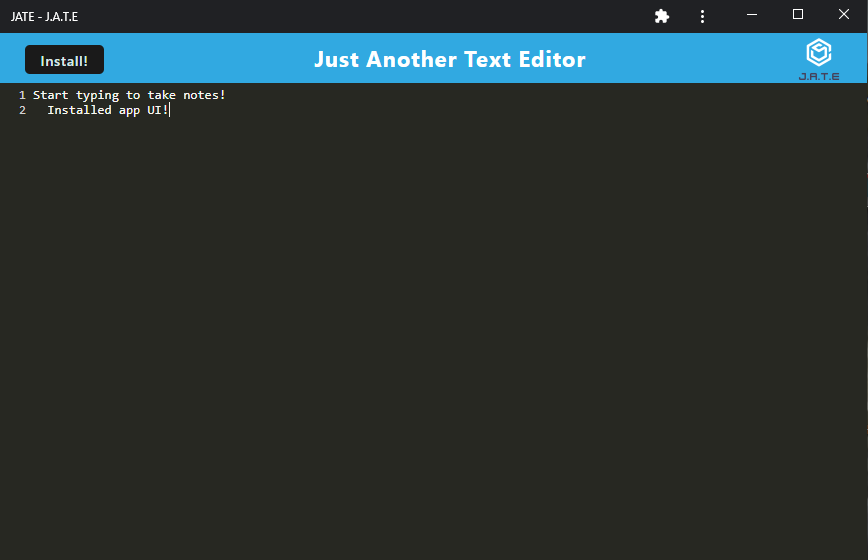 JATE - J.A.T.E
Install!
Just Another Text Editor
J.A.T.E
1 Start typing to take notes!
2   Installed app UI!